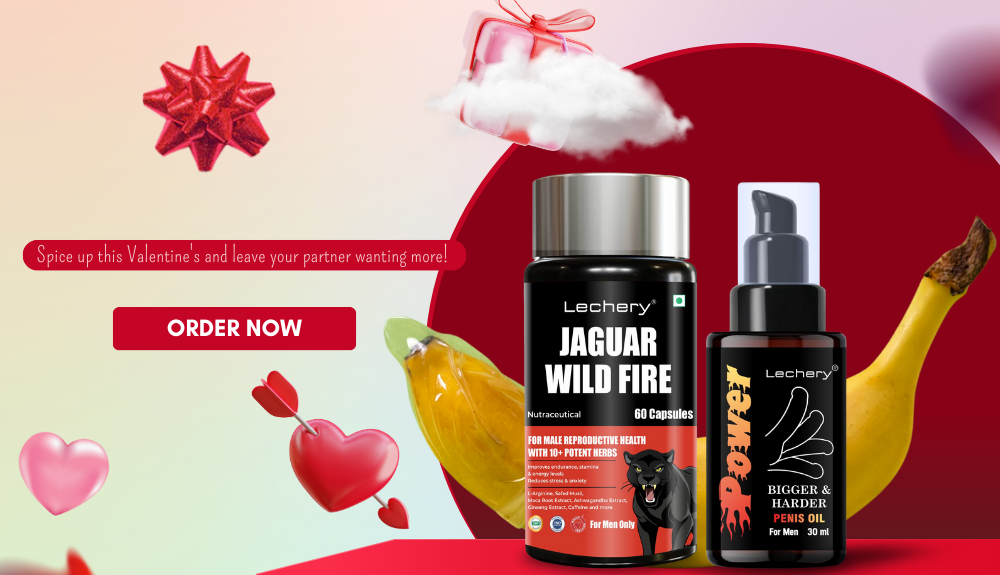 Spice up this Valentine's and leave your partner wanting more!
ORDER NOW
Lechery®
JAGUAR
WILD FIRE
Nutraceutical
60 Capsules
FOR MALE REPRODUCTIVE HEALTH
WITH 10+ POTENT HERBS
Improves endurance, stamina
& energy levels
Reduces stress & anxiety
L-Arginine, Safed Musli,
Maca Root Extract, Ashwagandha Extract,
Ginseng Extract, Caffeine and more.
For Men Only
Power
Lechery®
BIGGER &
HARDER
PENIS OIL
For Men 30 ml